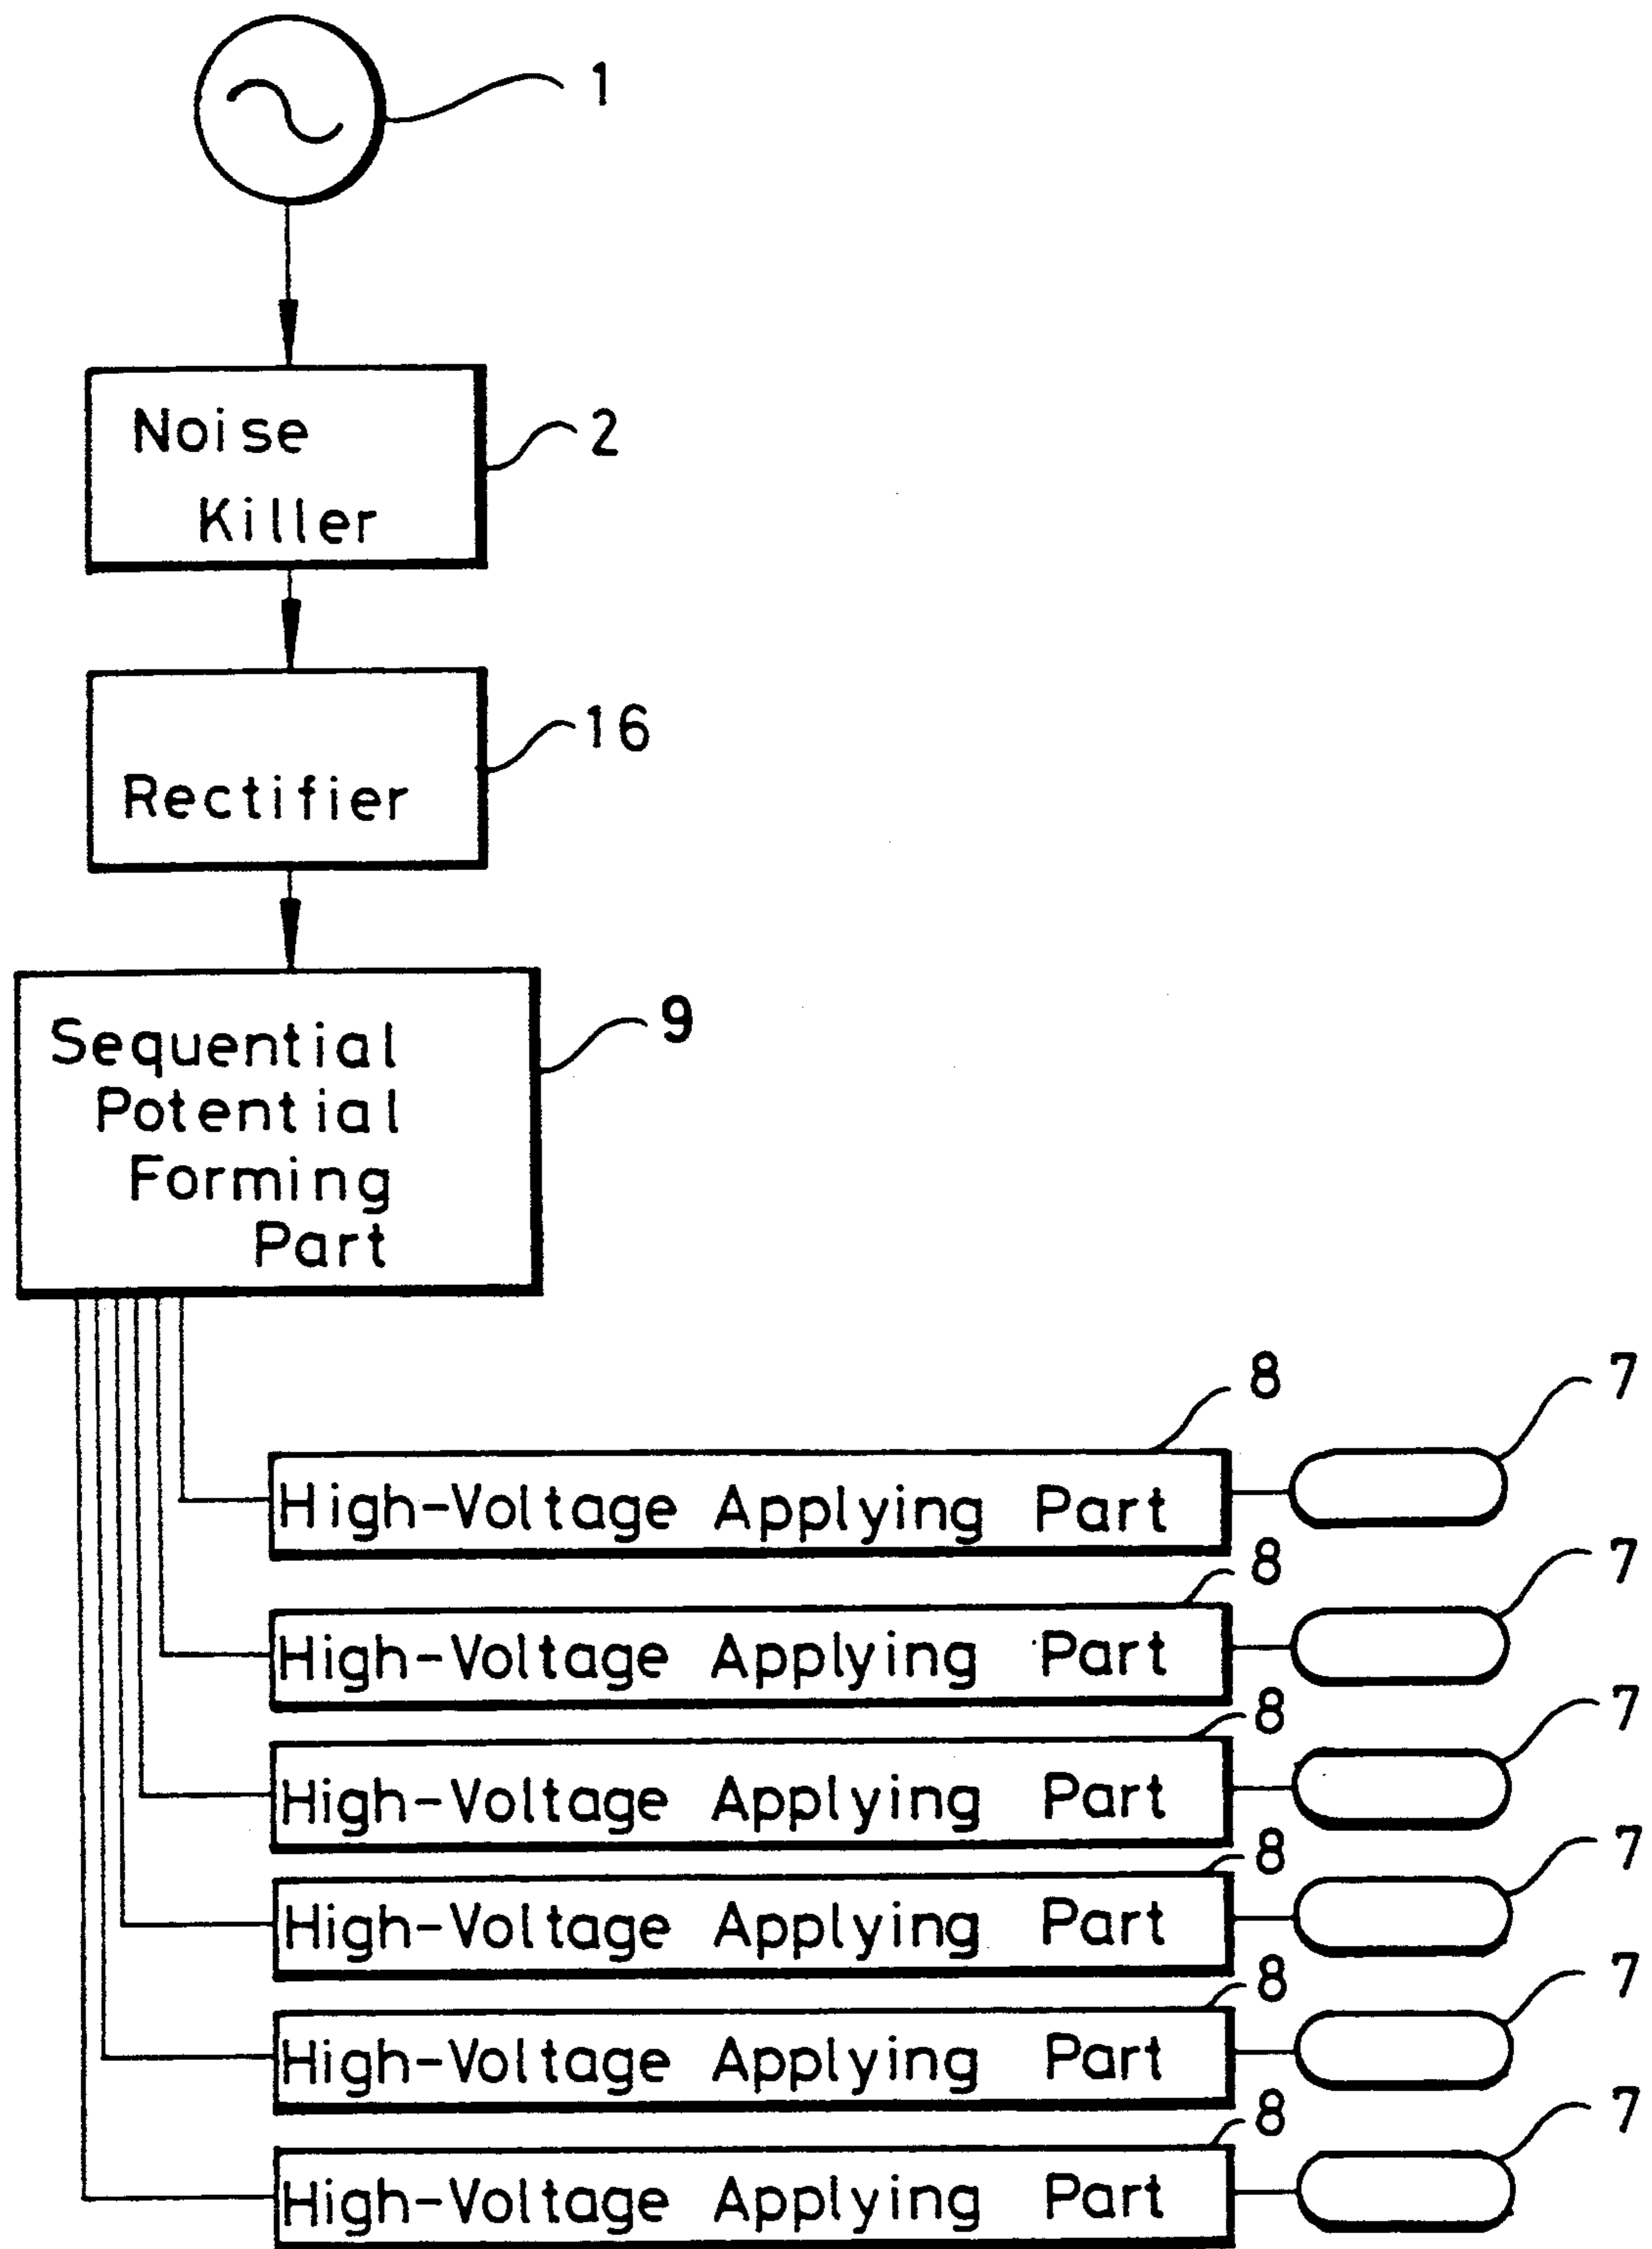 1
Noise
Killer
2
Rectifier
16
Sequential
Potential
Forming
Part
9
High-Voltage Applying Part
8
7
High-Voltage Applying Part
8
7
High-Voltage Applying Part
8
7
High-Voltage Applying Part
8
7
High-Voltage Applying Part
8
7
High-Voltage Applying Part
8
7